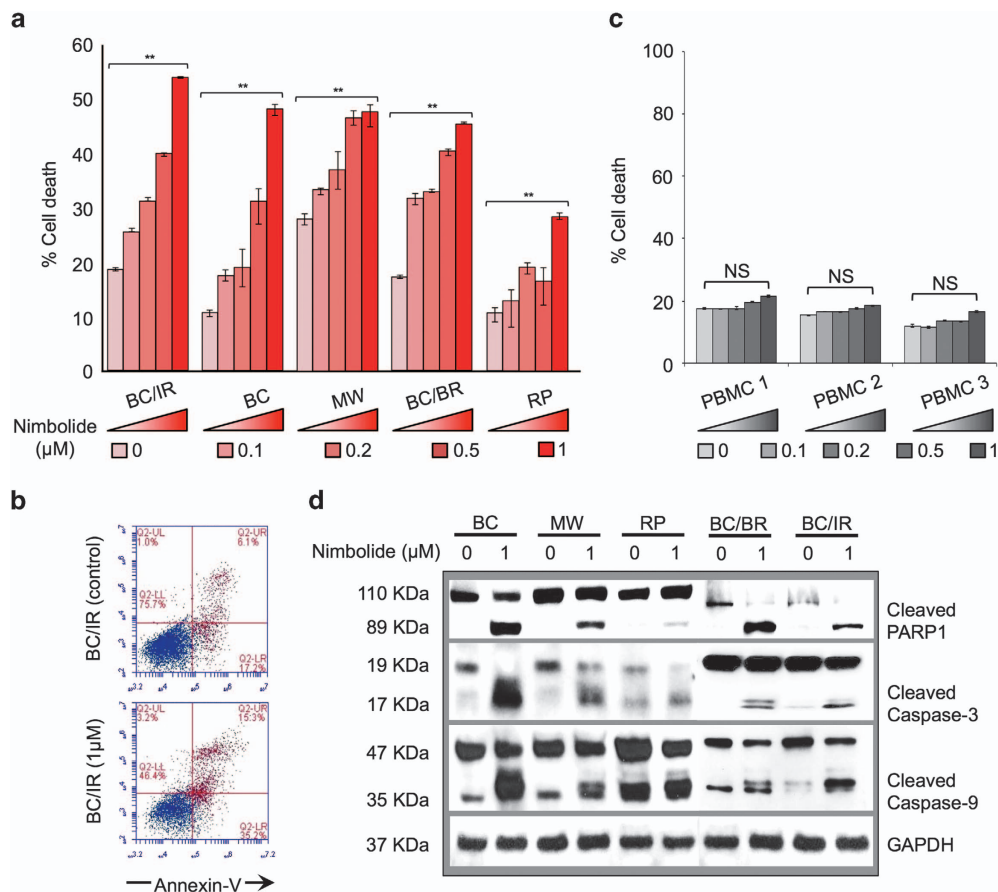 a
60
50
40
30
20
10
0
% Cell death
**
**
**
**
**
BC/IR
BC
MW
BC/BR
RP
Nimbolide
(µM)
0
0.1
0.2
0.5
1
c
100
80
60
40
20
0
% Cell death
NS
NS
NS
PBMC 1
PBMC 2
PBMC 3
0
0.1
0.2
0.5
1
b
BC/IR (control)
Q2-UL
1.0%
Q2-UR
6.1%
Q2-LL
75.7%
Q2-LR
17.2%
BC/IR (1µM)
Q2-UL
3.2%
Q2-UR
15.3%
Q2-LL
46.4%
Q2-LR
35.2%
Annexin-V
d
BC MW RP BC/BR BC/IR
Nimbolide (µM) 0 1 0 1 0 1 0 1 0 1
110 KDa
89 KDa
Cleaved
PARP1
19 KDa
17 KDa
Cleaved
Caspase-3
47 KDa
35 KDa
Cleaved
Caspase-9
37 KDa
GAPDH